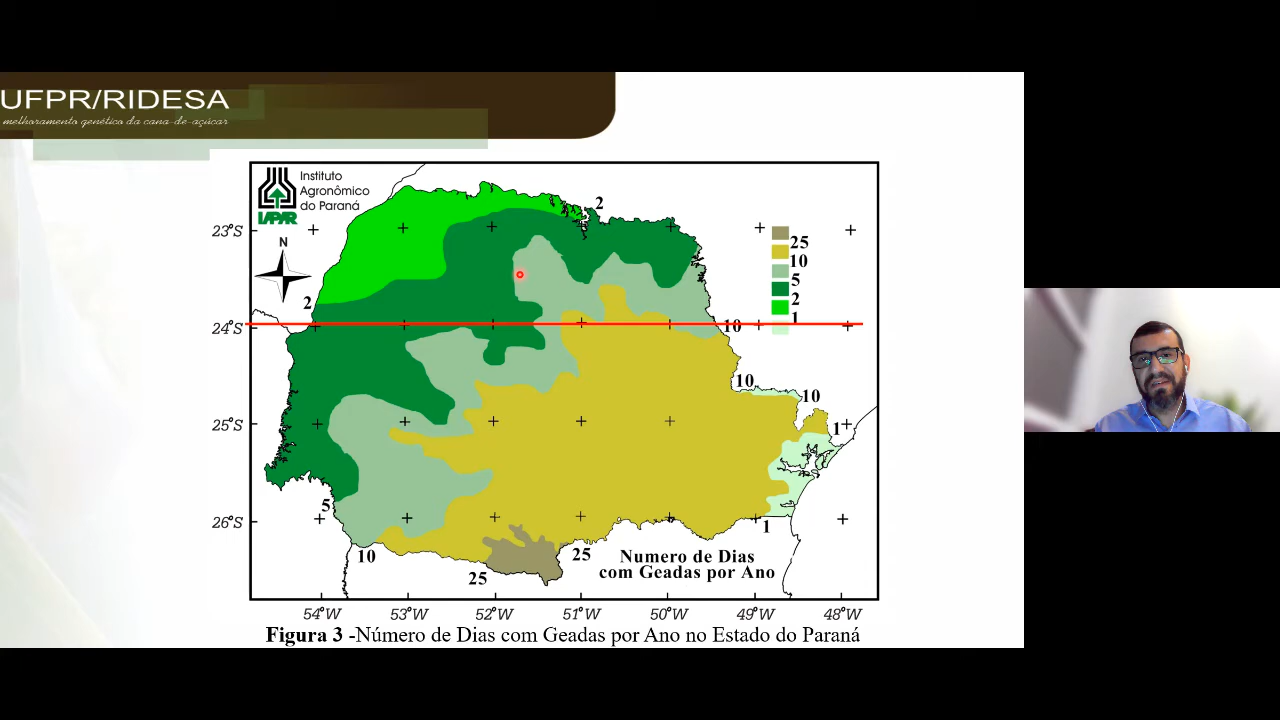 UFPR/RIDESA
melhoramento genético da cana-de-açúcar
Instituto
Agronômico
do Paraná
IAPAR
N
2
23°S
25
10
5
2
1
2
24°S
10
10
10
25°S
1
5
26°S
1
10
25
25
Numero de Dias
com Geadas por Ano
54°W 53°W 52°W 51°W 50°W 49°W 48°W
Figura 3 -Número de Dias com Geadas por Ano no Estado do Paraná